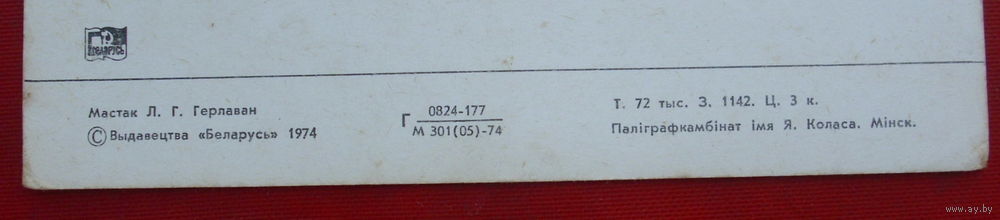 БЕЛАРУСЬ
Мастак Л. Г. Герлаван
© Выдавецтва «Беларусь» 1974
Г 0824-177
М 301(05)-74
Т. 72 тыс. З. 1142. Ц. 3 к.
Паліграфкамбінат імя Я. Коласа. Мінск.
www.ay.by